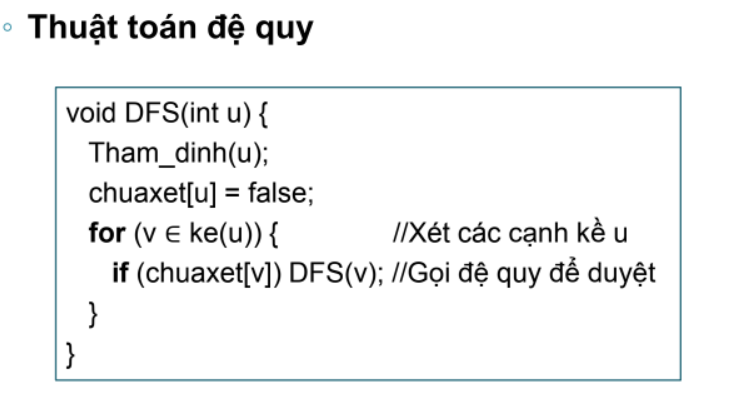 Thuật toán đệ quy
void DFS(int u) {
Tham_dinh(u);
chuaxet[u] = false;
for (v ∈ ke(u)) { //Xét các cạnh kề u
if (chuaxet[v]) DFS(v); //Gọi đệ quy để duyệt
}
}